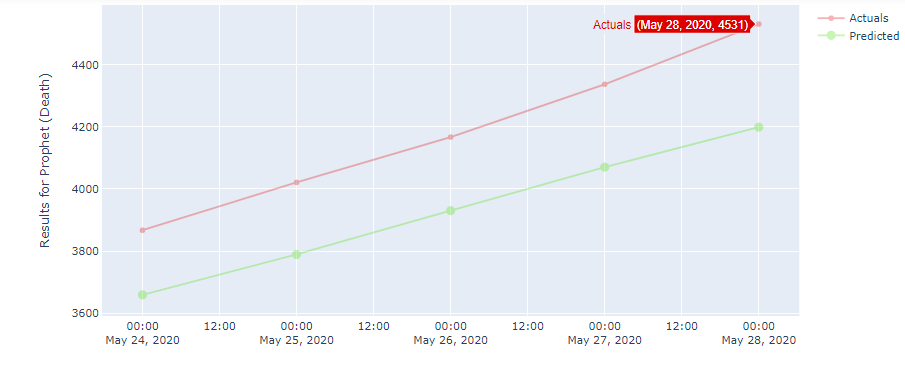 Actuals (May 28, 2020, 4531)
Actuals
Predicted
Results for Prophet (Death)
4400
4200
4000
3800
3600
00:00 12:00 00:00 12:00 00:00 12:00 00:00 12:00 00:00
May 24, 2020 May 25, 2020 May 26, 2020 May 27, 2020 May 28, 2020